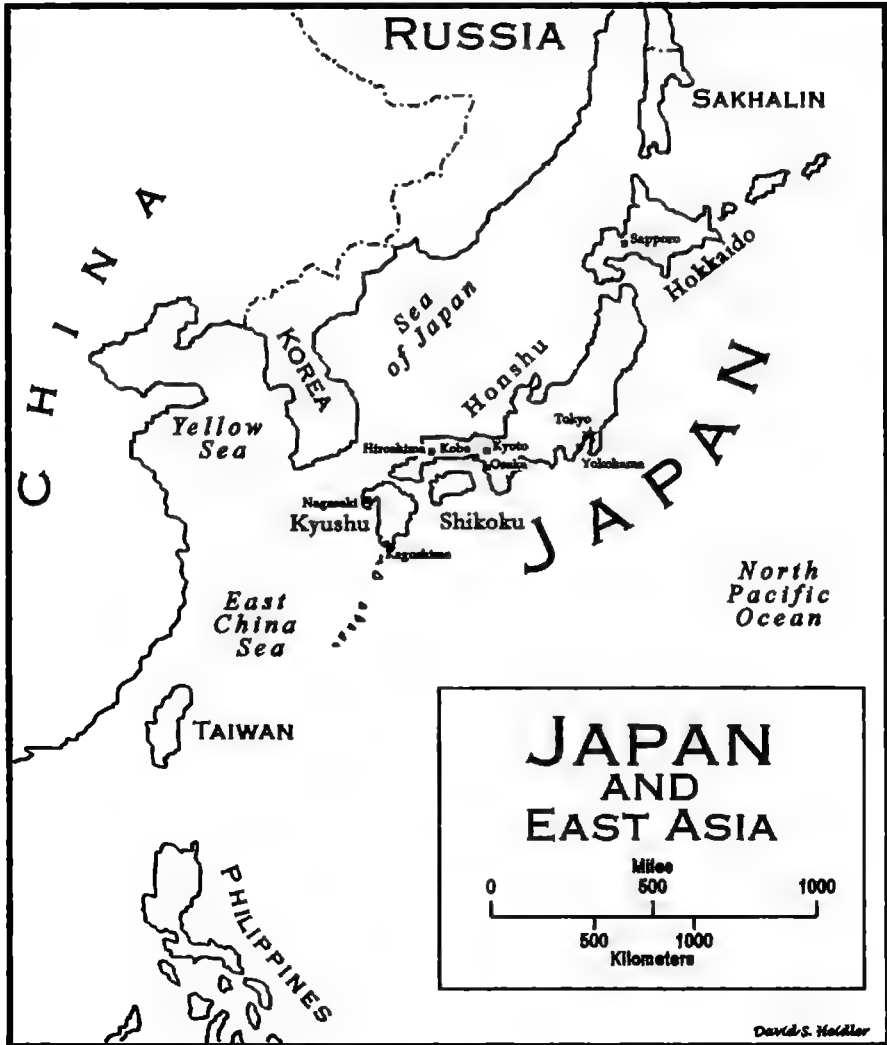 RUSSIA
SAKHALIN
CHINA
Sapporo
Hokkaido
Sea
of Japan
KOREA
Honshu
JAPAN
Yellow
Sea
Tokyo
Hiroshima
Kobe
Kyoto
Osaka
Yokohama
Nagasaki
Kyushu
Shikoku
Kagoshima
North
Pacific
Ocean
East
China
Sea
TAIWAN
JAPAN
AND
EAST ASIA
Miles
0 500 1000
500 1000
Kilometers
PHILIPPINES
David S. Heidler